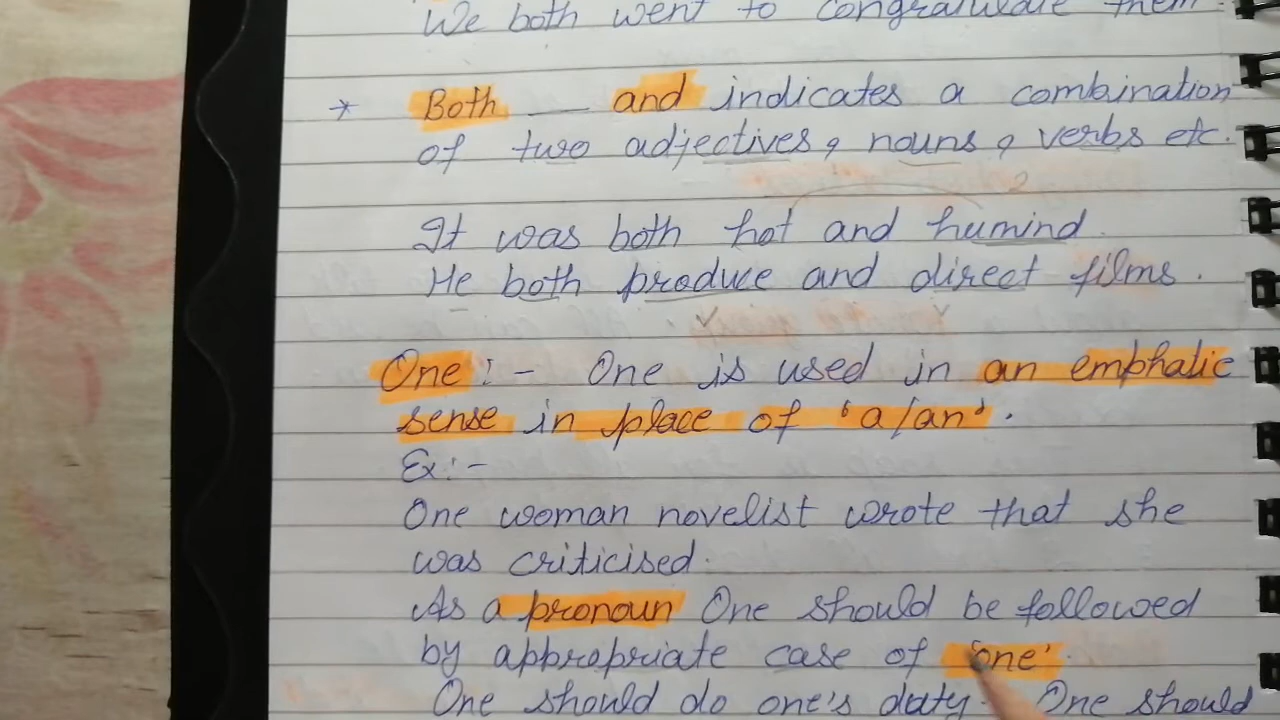 We both went to congratulate them
* Both ___ and indicates a combination
of two adjectives, nouns, verbs etc.
It was both hot and humind.
He both produce and direct films.
One :- One is used in an emphatic
sense in place of 'a/an'.
Ex:-
One woman novelist wrote that she
was criticised.
As a pronoun One should be followed
by appropriate case of 'one'.
One should do one's duty. One should